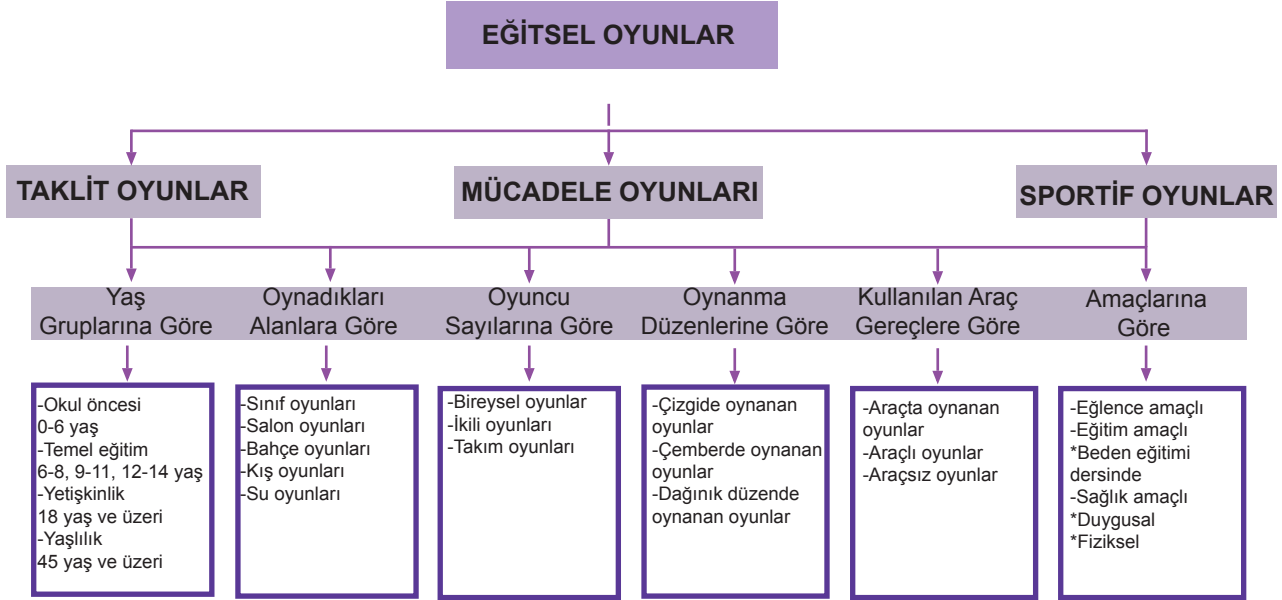 EĞİTSEL OYUNLAR
TAKLİT OYUNLAR
MÜCADELE OYUNLARI
SPORTİF OYUNLAR
Yaş
Gruplarına Göre
Oynadıkları
Alanlara Göre
Oyuncu
Sayılarına Göre
Oynanma
Düzenlerine Göre
Kullanılan Araç
Gereçlere Göre
Amaçlarına
Göre
-Okul öncesi
0-6 yaş
-Temel eğitim
6-8, 9-11, 12-14 yaş
-Yetişkinlik
18 yaş ve üzeri
-Yaşlılık
45 yaş ve üzeri
-Sınıf oyunları
-Salon oyunları
-Bahçe oyunları
-Kış oyunları
-Su oyunları
-Bireysel oyunlar
-İkili oyunları
-Takım oyunları
-Çizgide oynanan
oyunlar
-Çemberde oynanan
oyunlar
-Dağınık düzende
oynanan oyunlar
-Araçta oynanan
oyunlar
-Araçlı oyunlar
-Araçsız oyunlar
-Eğlence amaçlı
-Eğitim amaçlı
*Beden eğitimi
dersinde
-Sağlık amaçlı
*Duygusal
*Fiziksel